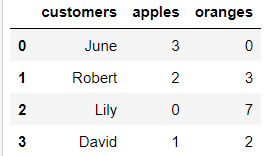 customers apples oranges
0 June 3 0
1 Robert 2 3
2 Lily 0 7
3 David 1 2